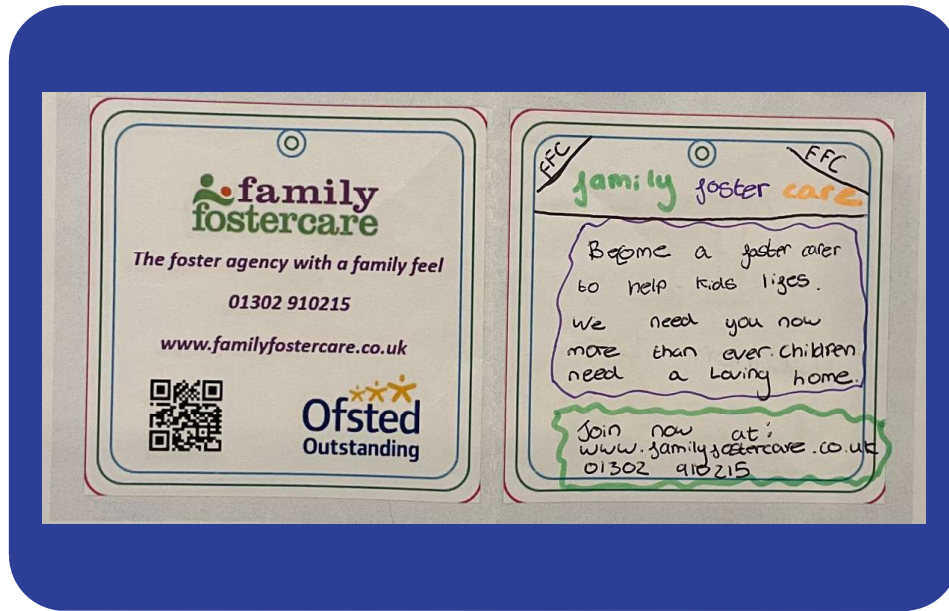 family
fostercare
The foster agency with a family feel
01302 910215
www.familyfostercare.co.uk
Ofsted
Outstanding
FFC
FFC
family foster care
Become a foster carer
to help kids lifes.
We need you now
more than ever. Children
need a Loving home.
Join now at:
www.familyfostercare.co.uk
01302 910215